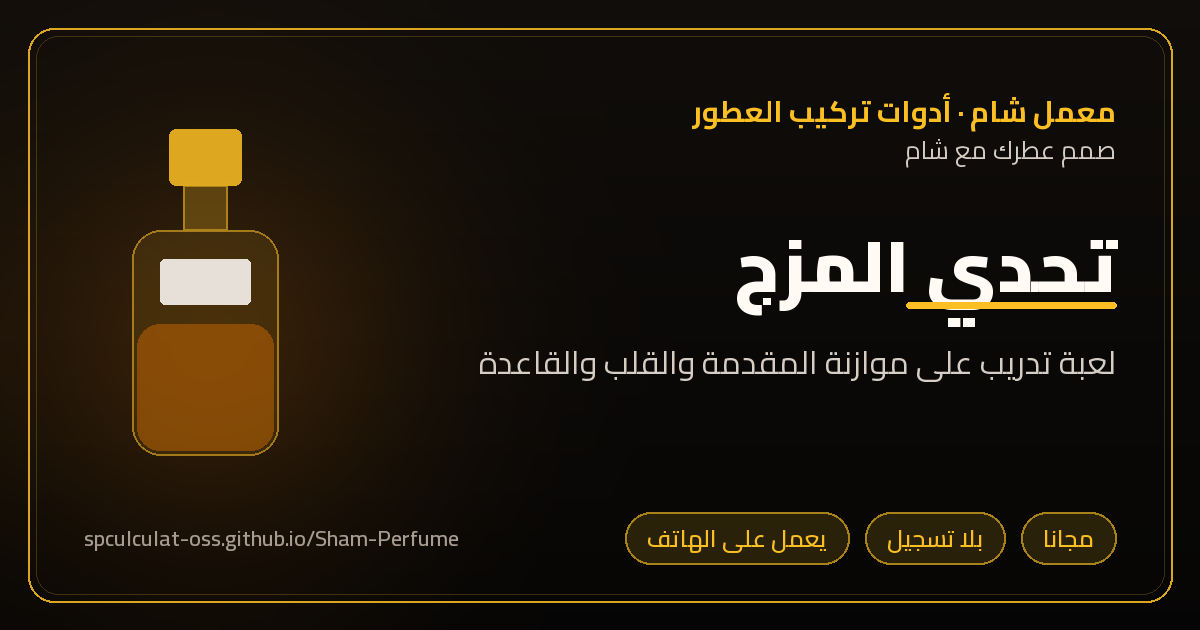 معمل شام · أدوات تركيب العطور
صمم عطرك مع شام
تحدي المزج
لعبة تدريب على موازنة المقدمة والقلب والقاعدة
مجانا
بلا تسجيل
يعمل على الهاتف
spculculat-oss.github.io/Sham-Perfume